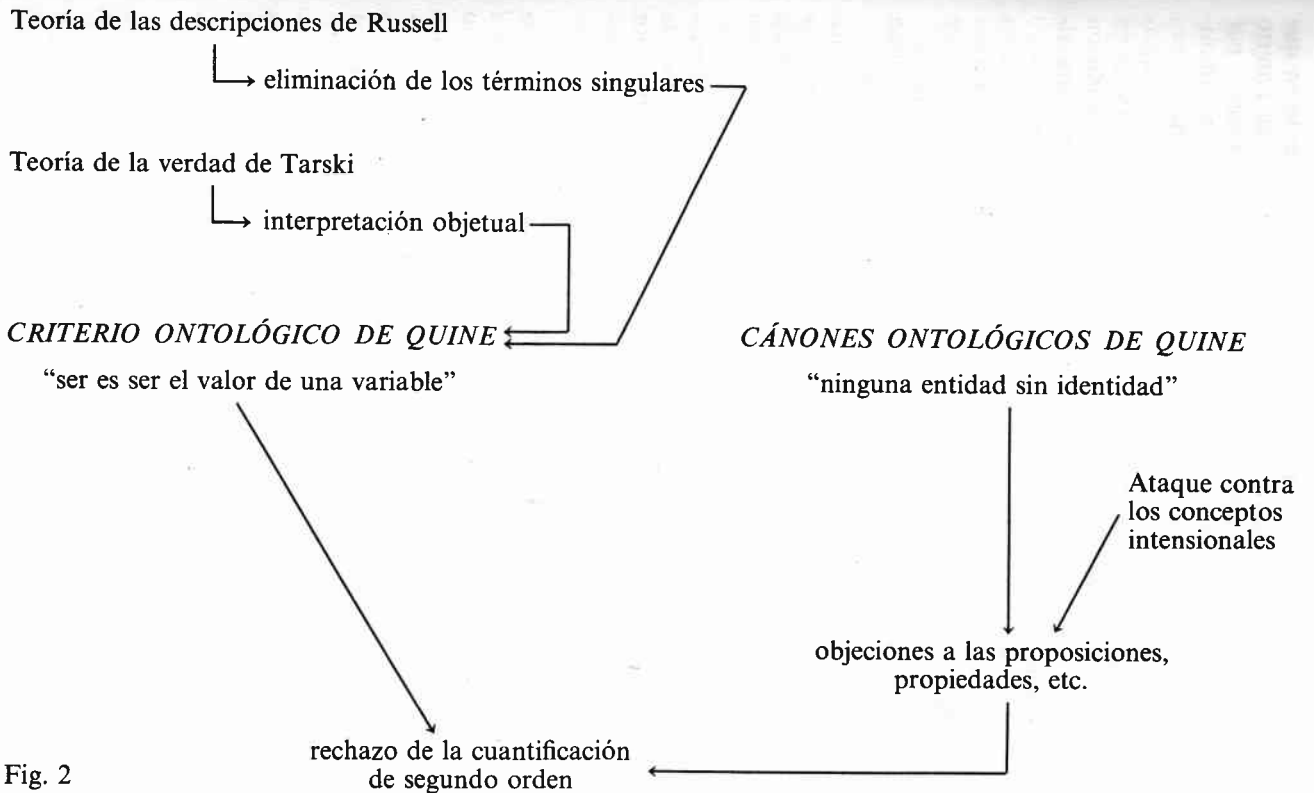 Teoría de las descripciones de Russell
eliminación de los términos singulares
Teoría de la verdad de Tarski
interpretación objetual
CRITERIO ONTOLÓGICO DE QUINE
“ser es ser el valor de una variable”
CÁNONES ONTOLÓGICOS DE QUINE
“ninguna entidad sin identidad”
Ataque contra
los conceptos
intensionales
objeciones a las proposiciones,
propiedades, etc.
rechazo de la cuantificación
de segundo orden
Fig. 2